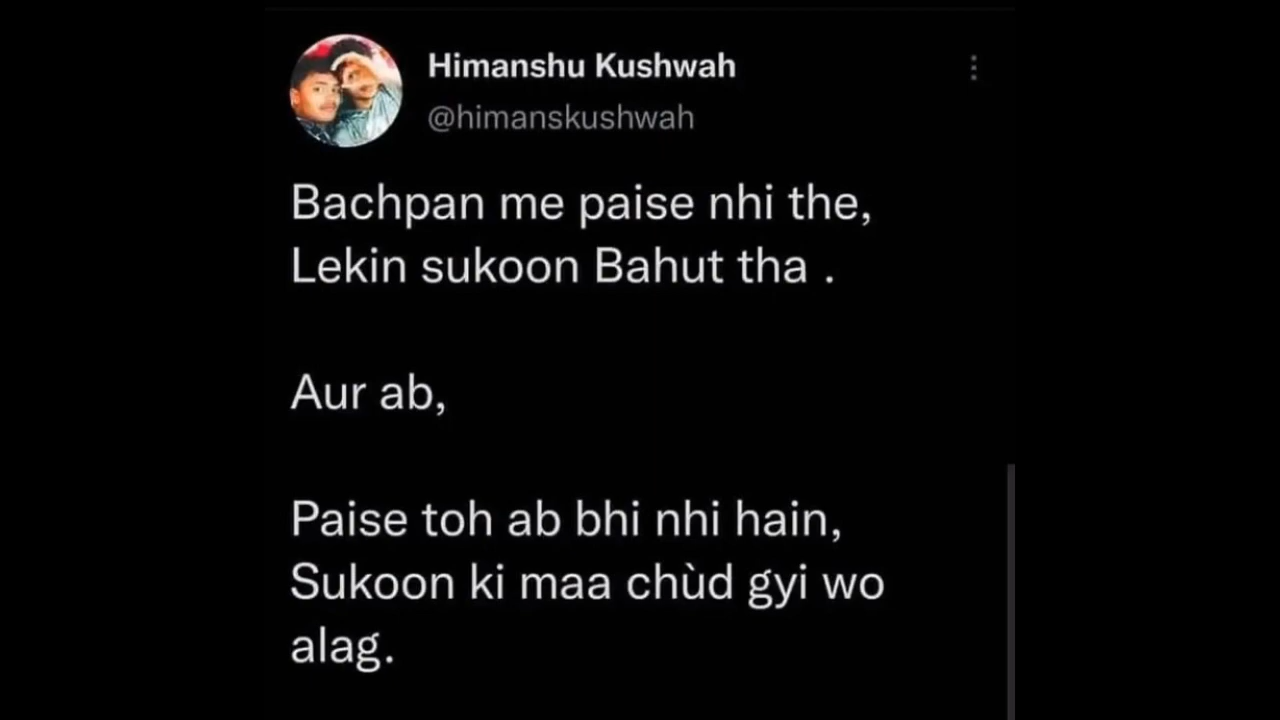 Himanshu Kushwah
@himanskushwah
Bachpan me paise nhi the,
Lekin sukoon Bahut tha .
Aur ab,
Paise toh ab bhi nhi hain,
Sukoon ki maa chùd gyi wo
alag.